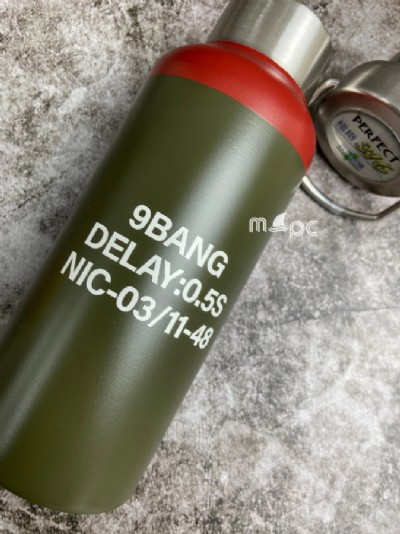 9BANG
DELAY:0.5S
NIC-03/11-48
PERFECT